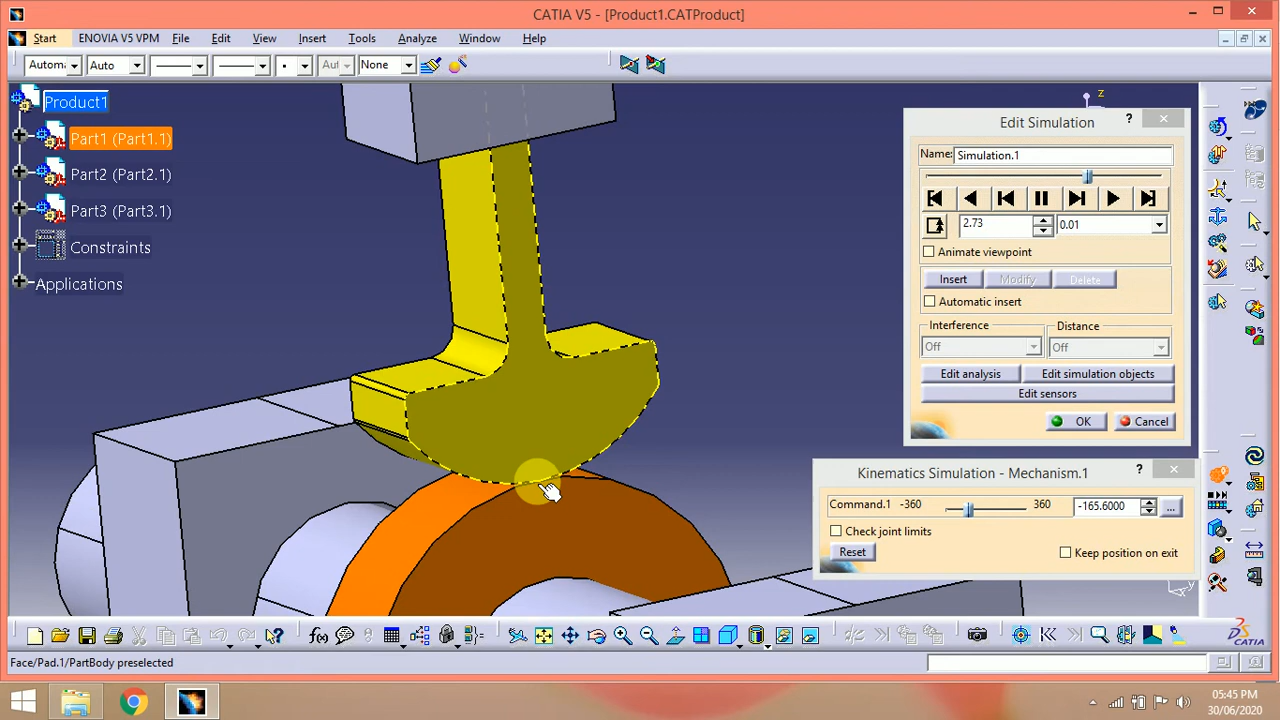 CATIA V5 - [Product1.CATProduct]
Start ENOVIA V5 VPM File Edit View Insert Tools Analyze Window Help
Automa Auto Aut None
Product1
Part1 (Part1.1)
Part2 (Part2.1)
Part3 (Part3.1)
Constraints
Applications
z
Edit Simulation ?
Name: Simulation.1
2.73 0.01
Animate viewpoint
Insert Modify Delete
Automatic insert
Interference Distance
Off Off
Edit analysis Edit simulation objects
Edit sensors
OK Cancel
Kinematics Simulation - Mechanism.1 ?
Command.1 -360 360 -165.6000 ...
Check joint limits
Reset Keep position on exit
y
f(x)
DS CATIA
Face/Pad.1/PartBody preselected
05:45 PM
30/06/2020